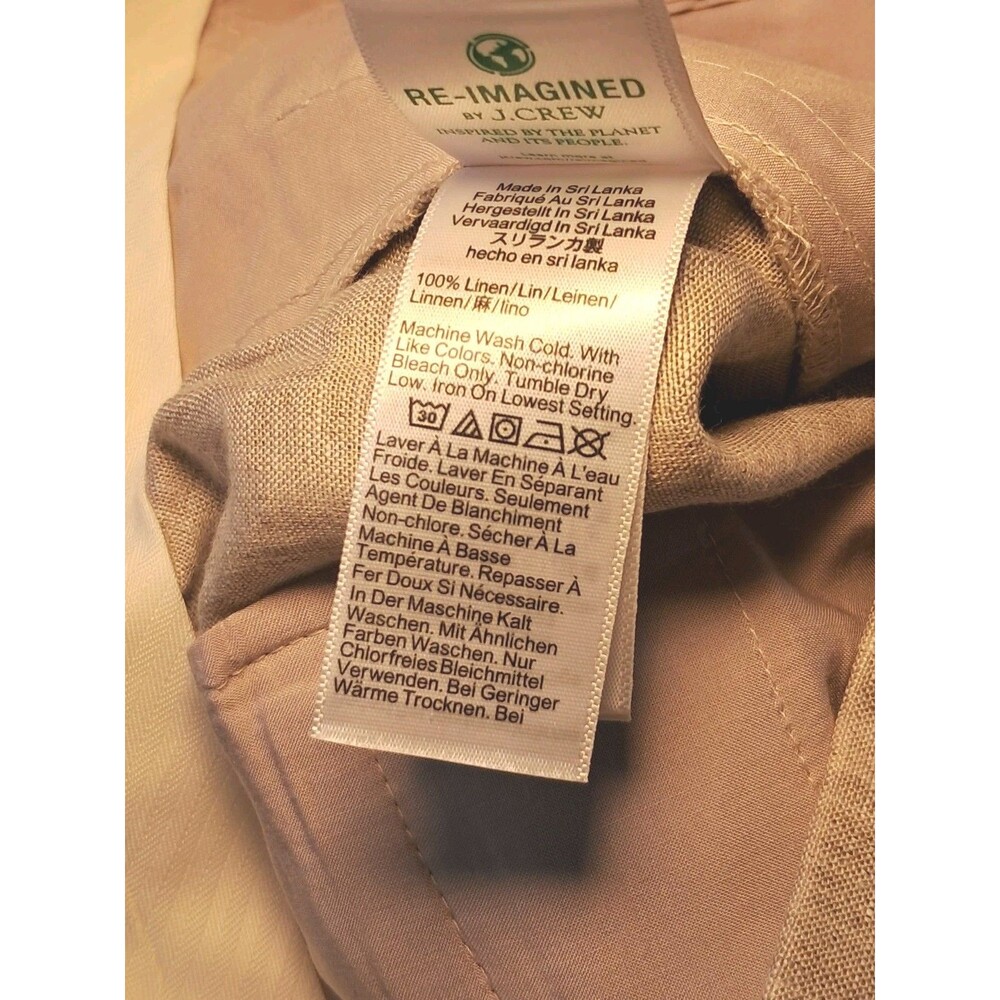 RE-IMAGINED
BY J.CREW
INSPIRED BY THE PLANET
AND ITS PEOPLE.
Learn more at
Made In Sri Lanka
Fabriqué Au Sri Lanka
Hergestellt In Sri Lanka
Vervaardigd In Sri Lanka
スリランカ製
hecho en sri lanka
100% Linen/Lin/Leinen/
Linnen/麻/lino
Machine Wash Cold. With
Like Colors. Non-chlorine
Bleach Only. Tumble Dry
Low. Iron On Lowest Setting.
30
Laver À La Machine À L'eau
Froide. Laver En Séparant
Les Couleurs. Seulement
Agent De Blanchiment
Non-chlore. Sécher À La
Machine À Basse
Température. Repasser À
Fer Doux Si Nécessaire.
In Der Maschine Kalt
Waschen. Mit Ähnlichen
Farben Waschen. Nur
Chlorfreies Bleichmittel
Verwenden. Bei Geringer
Wärme Trocknen. Bei